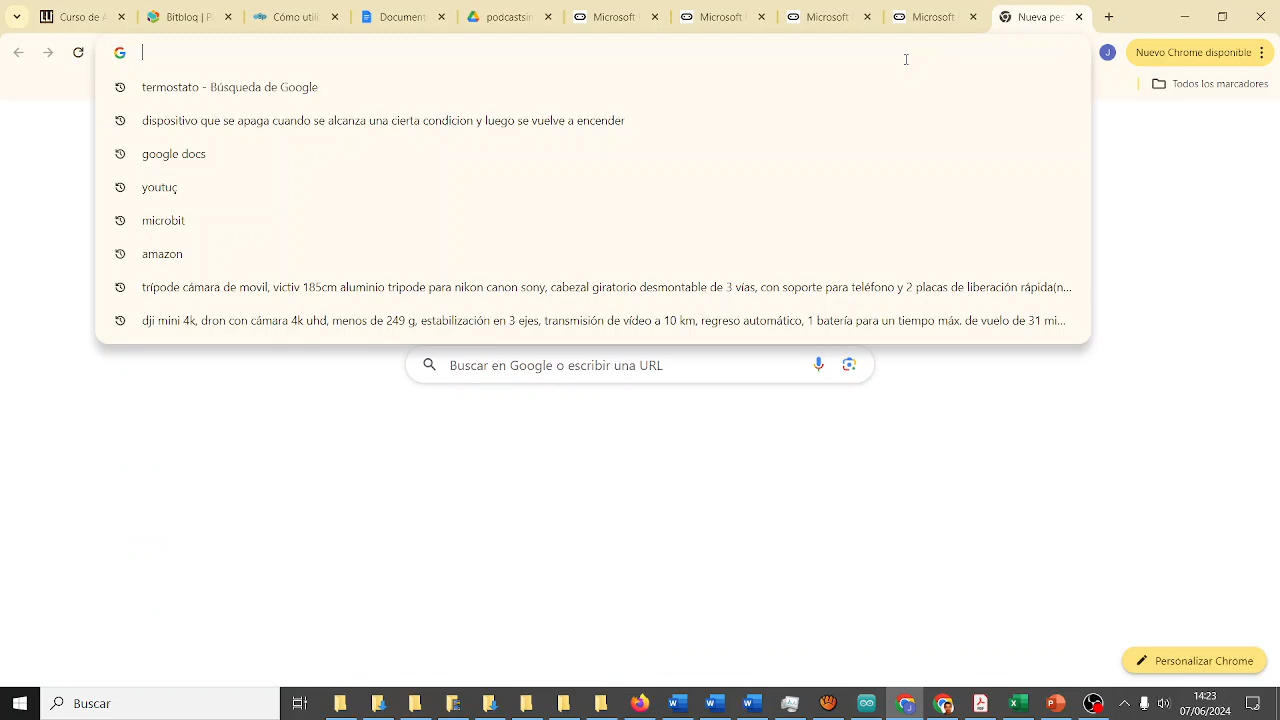 Curso de A
Bitblog | Pl
Cómo utili
Document
podcastsin
Microsoft
Microsoft
Microsoft
Microsoft
Nueva pes
J
Nuevo Chrome disponible
termostato - Búsqueda de Google
Todos los marcadores
dispositivo que se apaga cuando se alcanza una cierta condicion y luego se vuelve a encender
google docs
youtuç
microbit
amazon
trípode cámara de movil, victiv 185cm aluminio tripode para nikon canon sony, cabezal giratorio desmontable de 3 vías, con soporte para teléfono y 2 placas de liberación rápida(n...
dji mini 4k, dron con cámara 4k uhd, menos de 249 g, estabilización en 3 ejes, transmisión de vídeo a 10 km, regreso automático, 1 batería para un tiempo máx. de vuelo de 31 mi...
Buscar en Google o escribir una URL
Personalizar Chrome
Buscar
14:23
07/06/2024